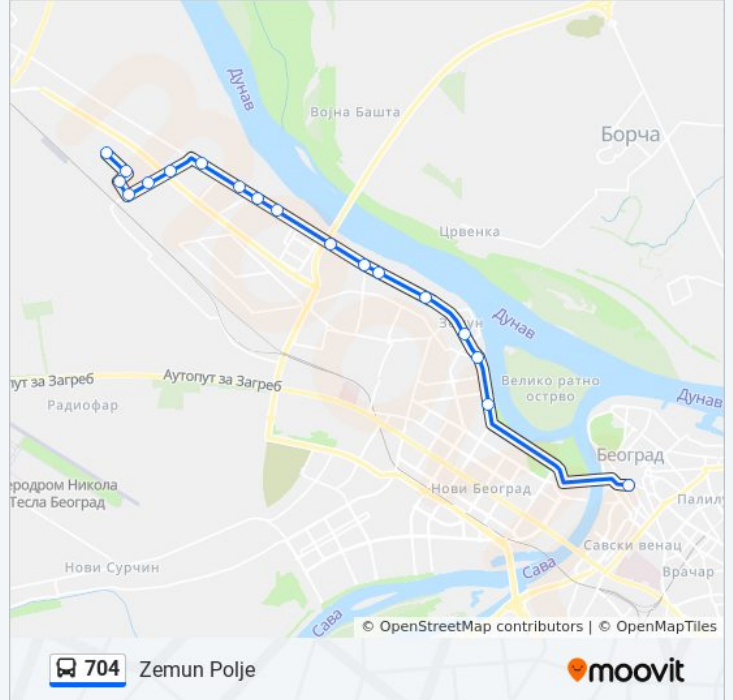 Дунав
Војна Башта
Борча
Црвенка
Дунав
Земун
Велико ратно
острво
Дунав
пут за Загреб
Аутопут за Загреб
Радиофар
Београд
еродром Никола
Тесла Београд
Нови Београд
Палилу
Савски венац
Врачар
Нови Сурчин
Сава
Сава
© OpenStreetMap contributors | © OpenMapTiles
704 Zemun Polje
moovit